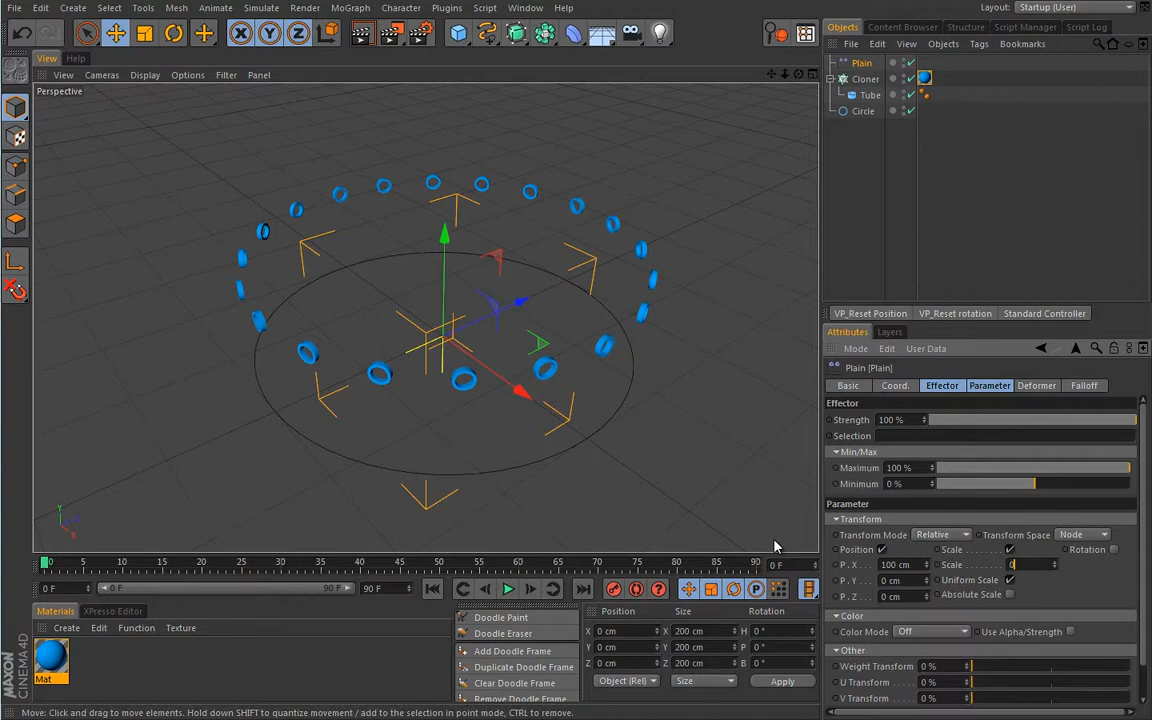 File Edit Create Select Tools Mesh Animate Simulate Render MoGraph Character Plugins Script Window Help Layout: Startup (User)
X Y Z
Objects Content Browser Structure Script Manager Script Log
File Edit View Objects Tags Bookmarks
View Help
View Cameras Display Options Filter Panel
Perspective
Plain
Cloner
Tube
Circle
VP_Reset Position VP_Reset rotation Standard Controller
Attributes Layers
Mode Edit User Data
Plain [Plain]
Basic Coord. Effector Parameter Deformer Falloff
Effector
Strength 100 %
Selection
Min/Max
Maximum 100 %
Minimum 0 %
Parameter
Transform
Transform Mode Relative Transform Space Node
Position Scale Rotation
P . X 100 cm Scale 0
P . Y 0 cm Uniform Scale
P . Z 0 cm Absolute Scale
Color
Color Mode Off Use Alpha/Strength
Other
Weight Transform 0 %
U Transform 0 %
V Transform 0 %
Y
Z
X
0 5 10 15 20 25 30 35 40 45 50 55 60 65 70 75 80 85 90 0 F
0 F 0 F 90 F 90 F
Materials XPresso Editor
Create Edit Function Texture
Mat
Doodle Paint
Doodle Eraser
Add Doodle Frame
Duplicate Doodle Frame
Clear Doodle Frame
Remove Doodle Frame
Position Size Rotation
X 0 cm X 200 cm H 0 °
Y 0 cm Y 200 cm P 0 °
Z 0 cm Z 200 cm B 0 °
Object (Rel) Size Apply
MAXON
CINEMA 4D
Move: Click and drag to move elements. Hold down SHIFT to quantize movement / add to the selection in point mode, CTRL to remove.